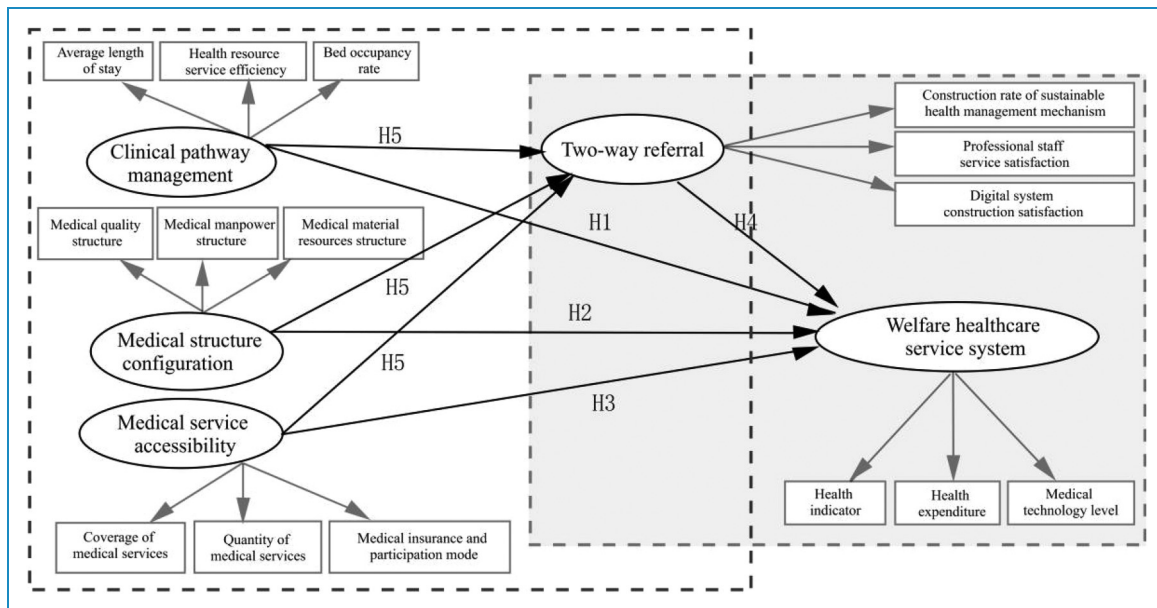 Average length
of stay
Health resource
service efficiency
Bed occupancy
rate
Clinical pathway
management
H5
Two-way referral
Construction rate of sustainable
health management mechanism
Professional staff
service satisfaction
Digital system
construction satisfaction
Medical quality
structure
Medical manpower
structure
Medical material
resources structure
H1
H4
H5
Medical structure
configuration
H2
Welfare healthcare
service system
H5
Medical service
accessibility
H3
Coverage of
medical services
Quantity of
medical services
Medical insurance and
participation mode
Health
indicator
Health
expenditure
Medical
technology level